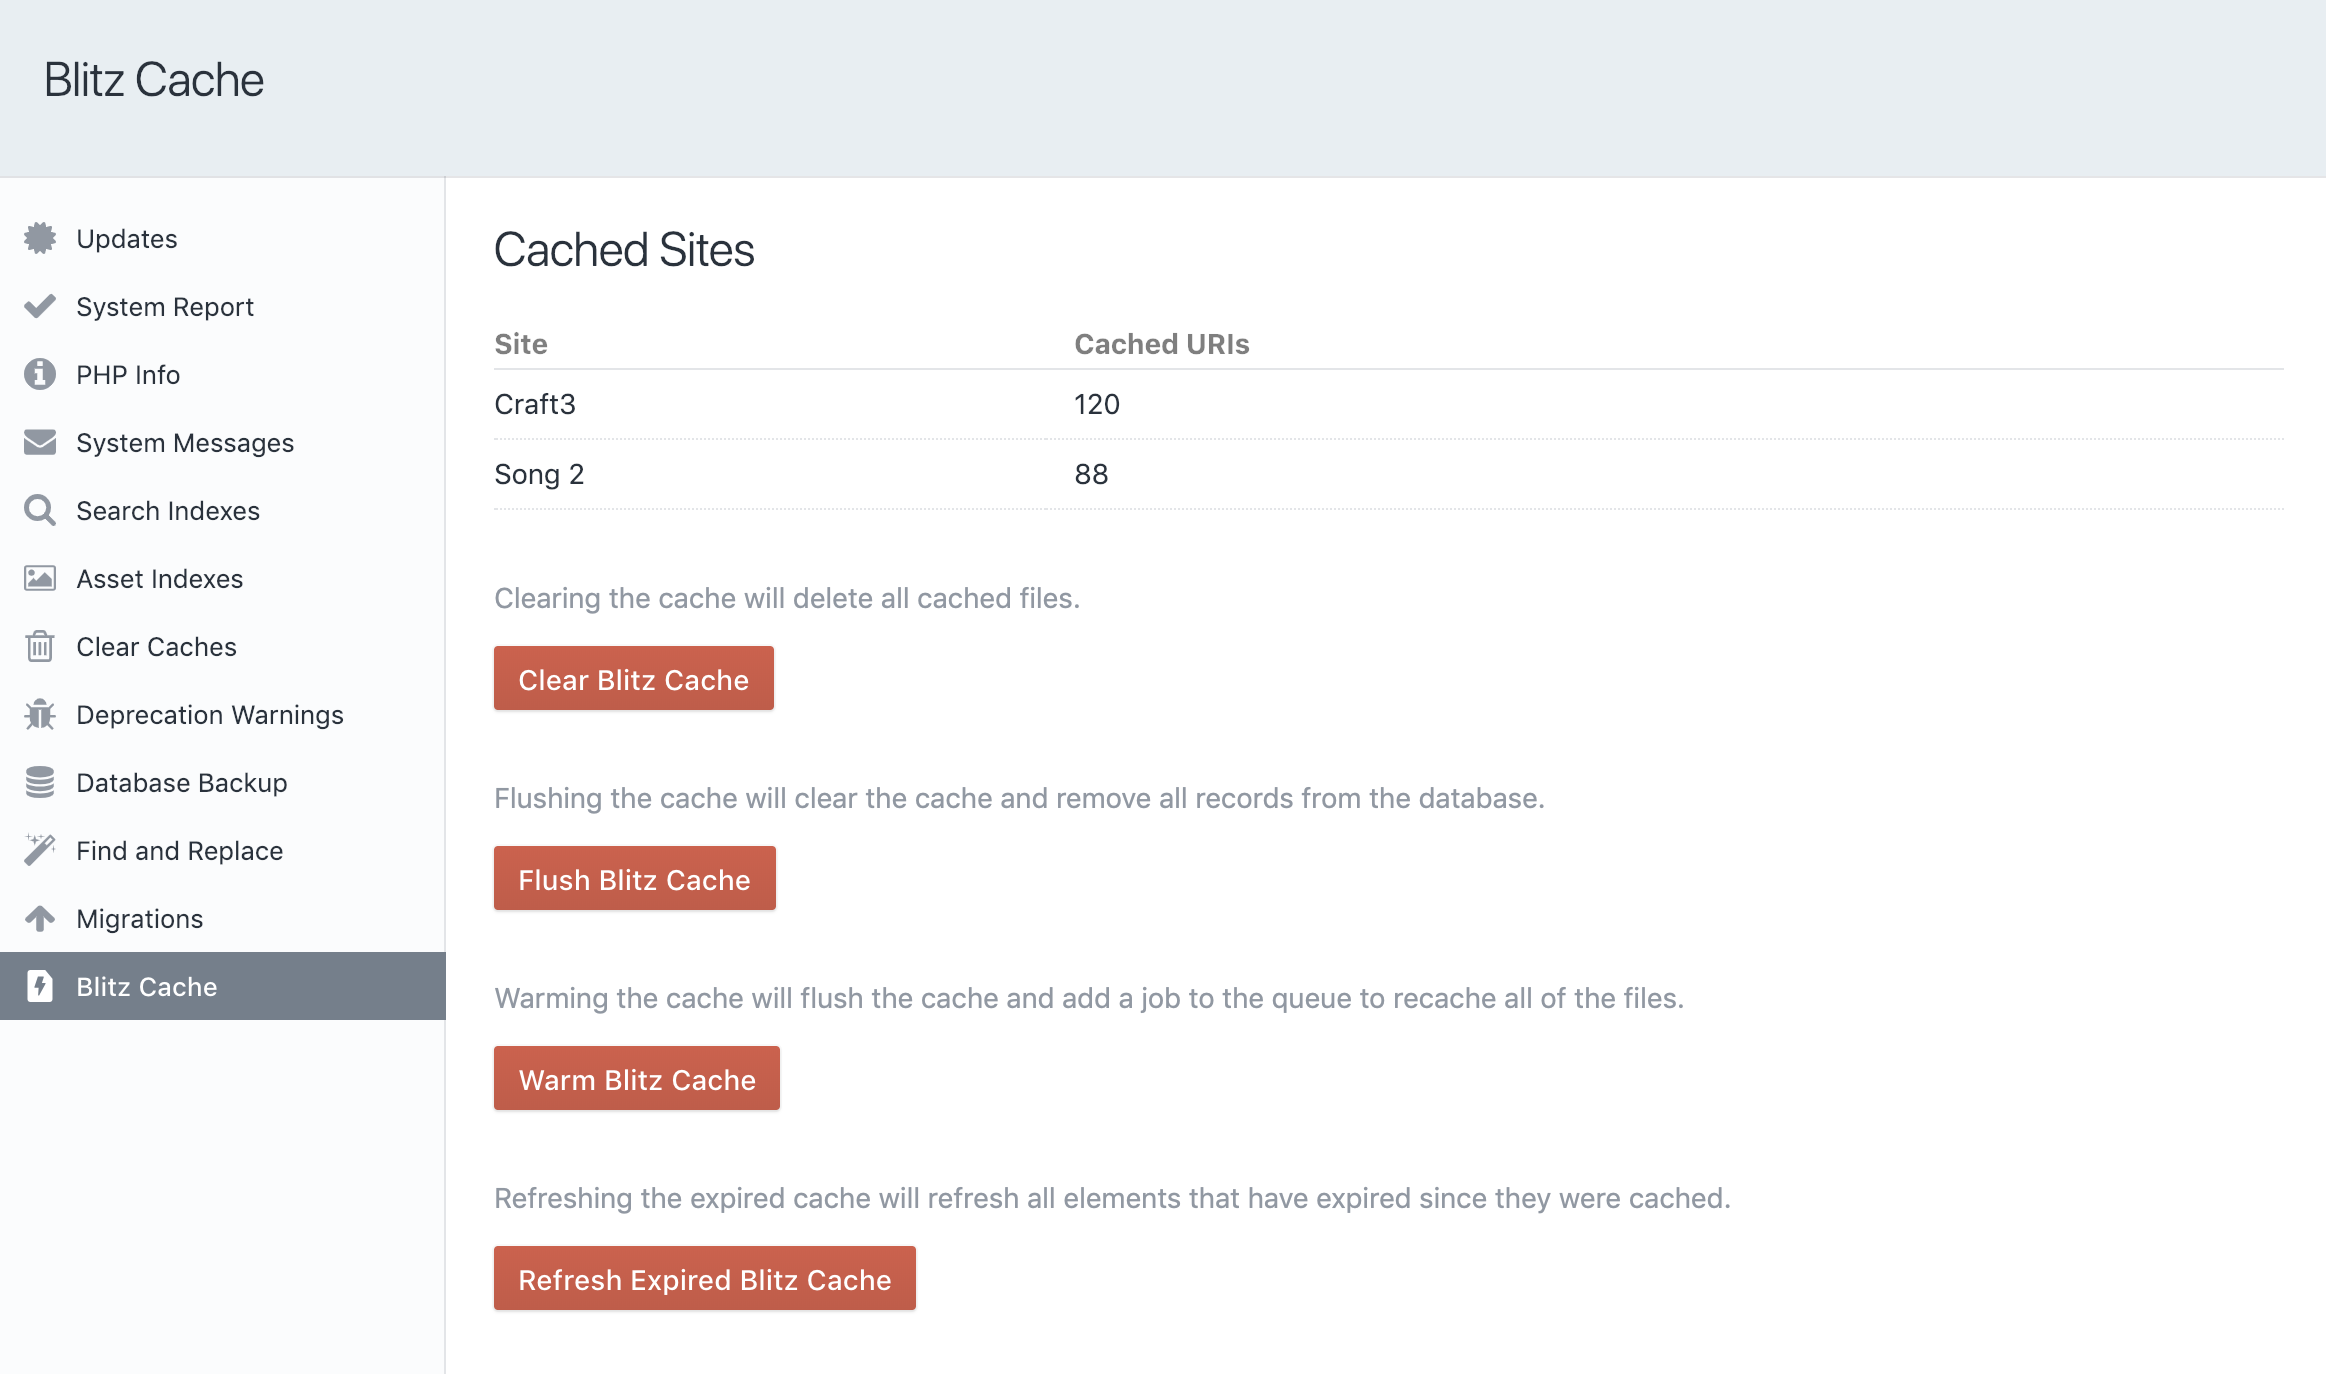 Blitz Cache
Updates
System Report
PHP Info
System Messages
Search Indexes
Asset Indexes
Clear Caches
Deprecation Warnings
Database Backup
Find and Replace
Migrations
Blitz Cache
Cached Sites
Site Cached URIs
Craft3 120
Song 2 88
Clearing the cache will delete all cached files.
Clear Blitz Cache
Flushing the cache will clear the cache and remove all records from the database.
Flush Blitz Cache
Warming the cache will flush the cache and add a job to the queue to recache all of the files.
Warm Blitz Cache
Refreshing the expired cache will refresh all elements that have expired since they were cached.
Refresh Expired Blitz Cache